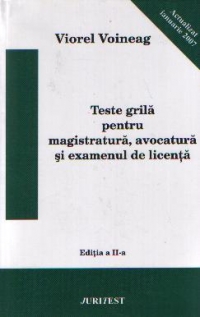 Viorel Voineag
Actualizat
ianuarie 2007
Teste grilă
pentru
magistratură, avocatură
şi examenul de licenţă
Ediţia a II-a
JURITEST